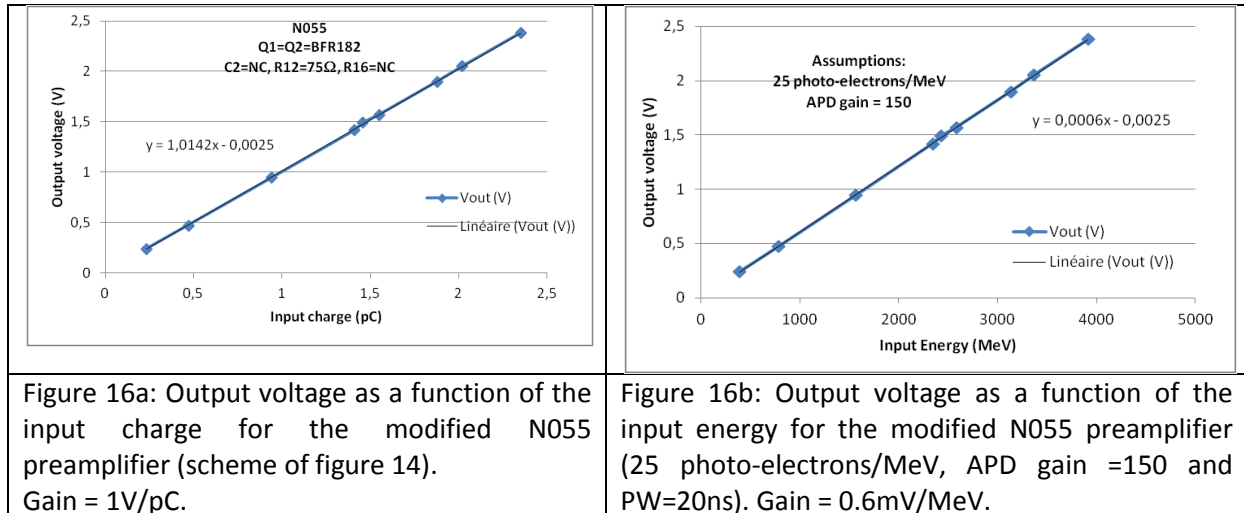 N055
Q1=Q2=BFR182
C2=NC, R12=75Ω, R16=NC
y = 1,0142x - 0,0025
Vout (V)
Linéaire (Vout (V))
Output voltage (V)
2,5
2
1,5
1
0,5
0
0
0,5
1
1,5
2
2,5
Input charge (pC)
Assumptions:
25 photo-electrons/MeV
APD gain = 150
y = 0,0006x - 0,0025
Vout (V)
Linéaire (Vout (V))
Output voltage (V)
2,5
2
1,5
1
0,5
0
0
1000
2000
3000
4000
5000
Input Energy (MeV)
Figure 16a: Output voltage as a function of the
input charge for the modified N055
preamplifier (scheme of figure 14).
Gain = 1V/pC.
Figure 16b: Output voltage as a function of the
input energy for the modified N055 preamplifier
(25 photo-electrons/MeV, APD gain =150 and
PW=20ns). Gain = 0.6mV/MeV.